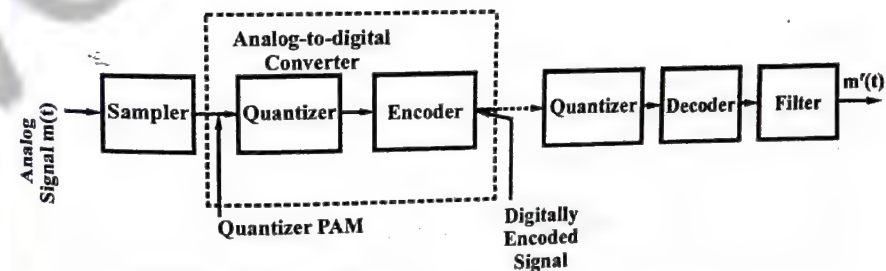 Analog-to-digital
Converter
Analog
Signal m(t)
Sampler
Quantizer
Encoder
Quantizer
Decoder
Filter
m'(t)
Quantizer PAM
Digitally
Encoded
Signal